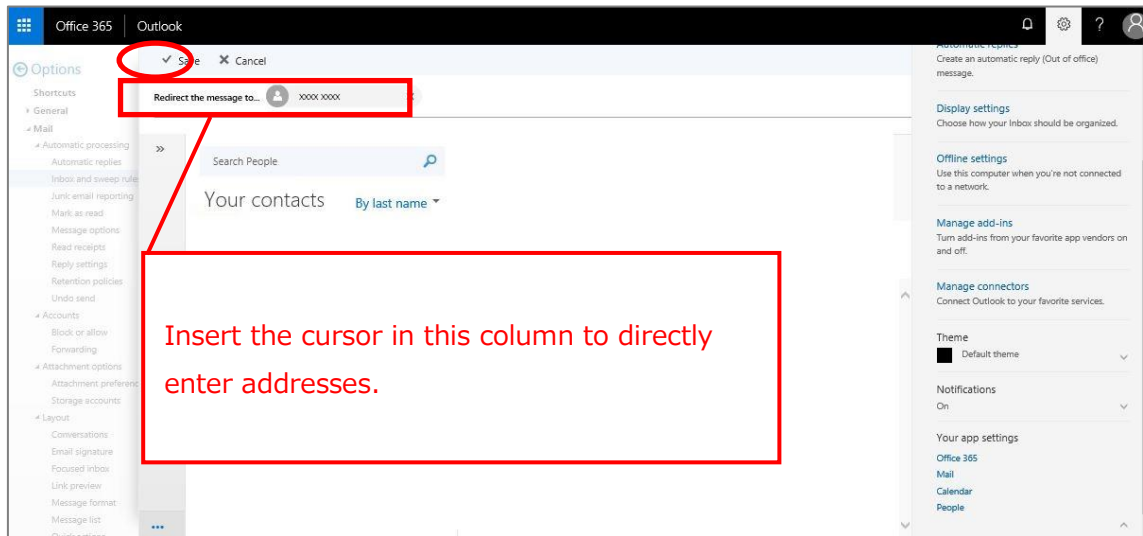 Office 365 Outlook
?
Options
Shortcuts
General
Mail
Automatic processing
Automatic replies
Inbox and sweep rule
Junk email reporting
Mark as read
Message options
Read receipts
Reply settings
Retention policies
Undo send
Accounts
Block or allow
Forwarding
Attachment options
Attachment preferenc
Storage accounts
Layout
Conversations
Email signature
Focused inbox
Link preview
Message format
Message list
Save Cancel
Redirect the message to... XXXX XXXX
Search People
Your contacts By last name
Insert the cursor in this column to directly
enter addresses.
Automatic replies
Create an automatic reply (Out of office)
message.
Display settings
Choose how your Inbox should be organized.
Offline settings
Use this computer when you're not connected
to a network.
Manage add-ins
Turn add-ins from your favorite app vendors on
and off.
Manage connectors
Connect Outlook to your favorite services.
Theme
Default theme
Notifications
On
Your app settings
Office 365
Mail
Calendar
People